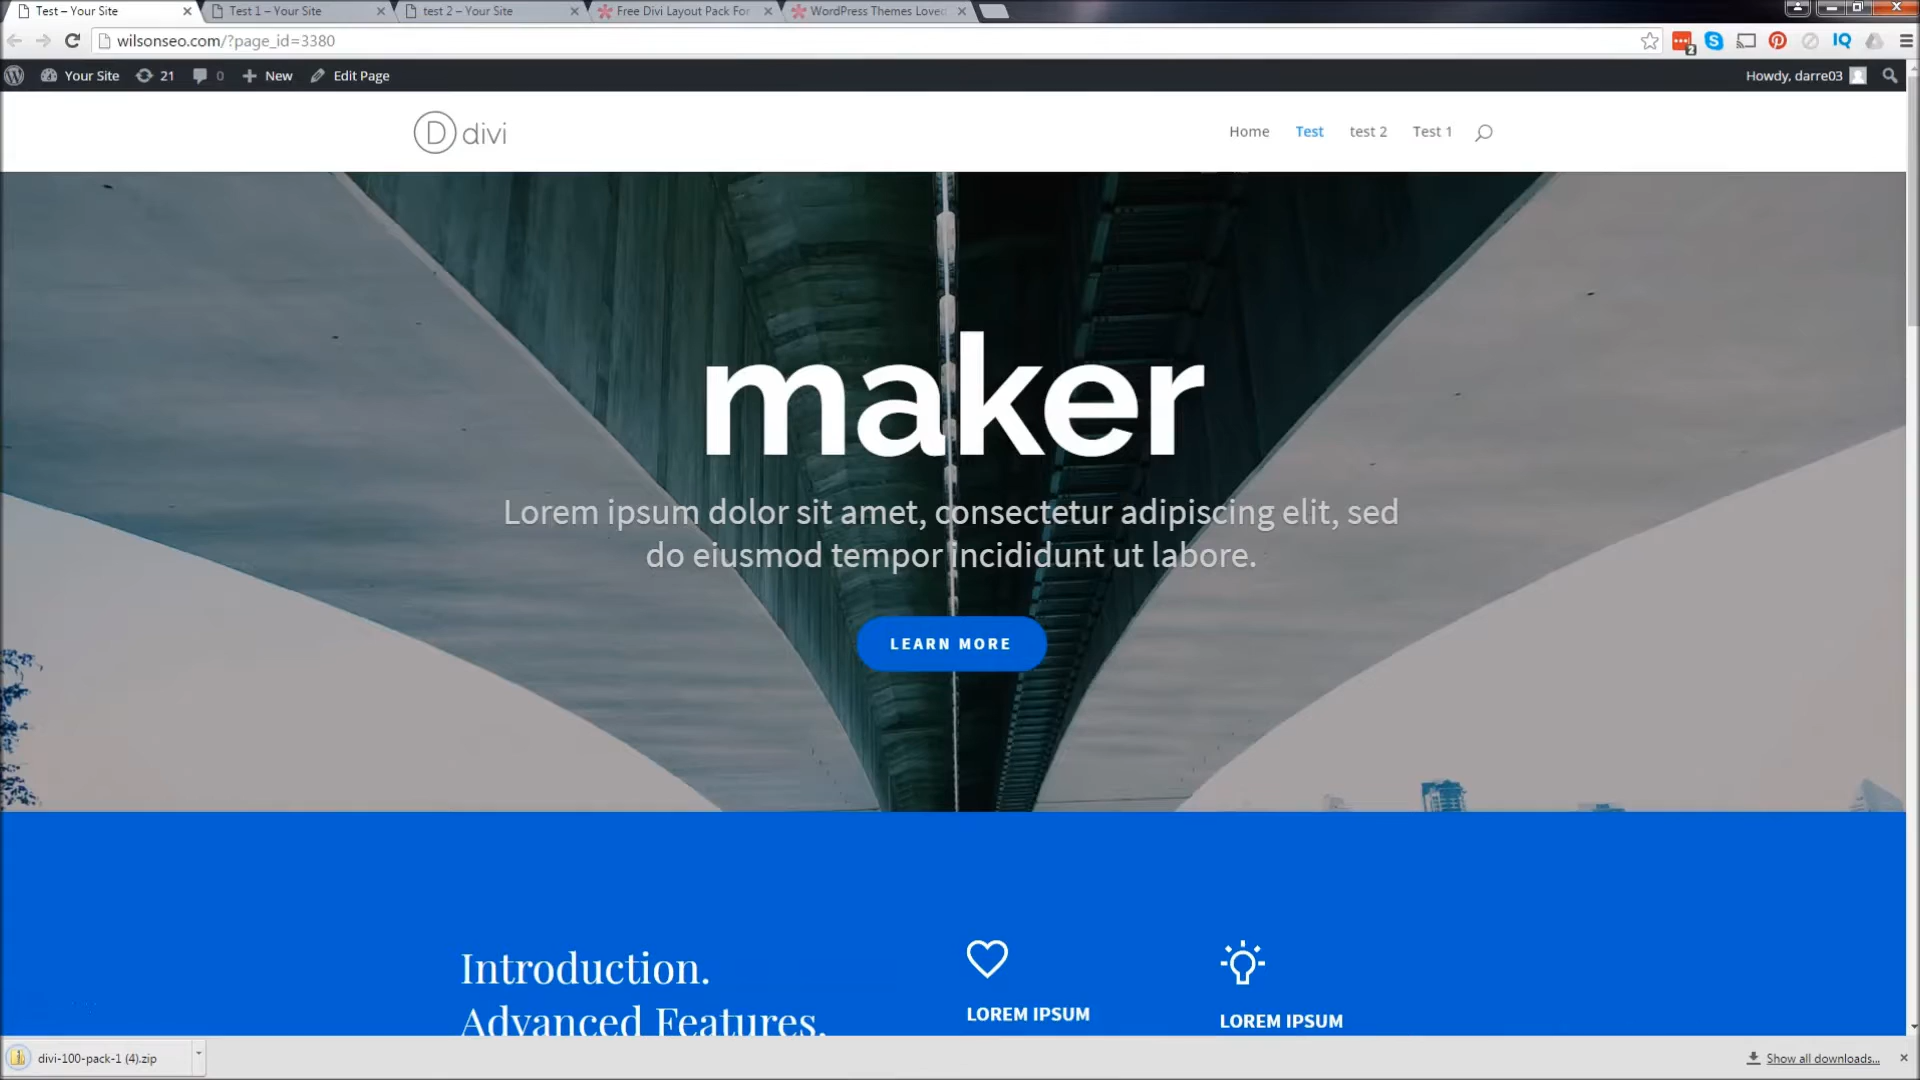 Test – Your Site
Test 1 – Your Site
test 2 – Your Site
Free Divi Layout Pack For
WordPress Themes Loved
wilsonseo.com/?page_id=3380
2
IQ
Your Site
21
0
New
Edit Page
Howdy, darre03
D divi
Home
Test
test 2
Test 1
maker
Lorem ipsum dolor sit amet, consectetur adipiscing elit, sed
do eiusmod tempor incididunt ut labore.
LEARN MORE
Introduction.
Advanced Features.
LOREM IPSUM
LOREM IPSUM
divi-100-pack-1 (4).zip
Show all downloads...